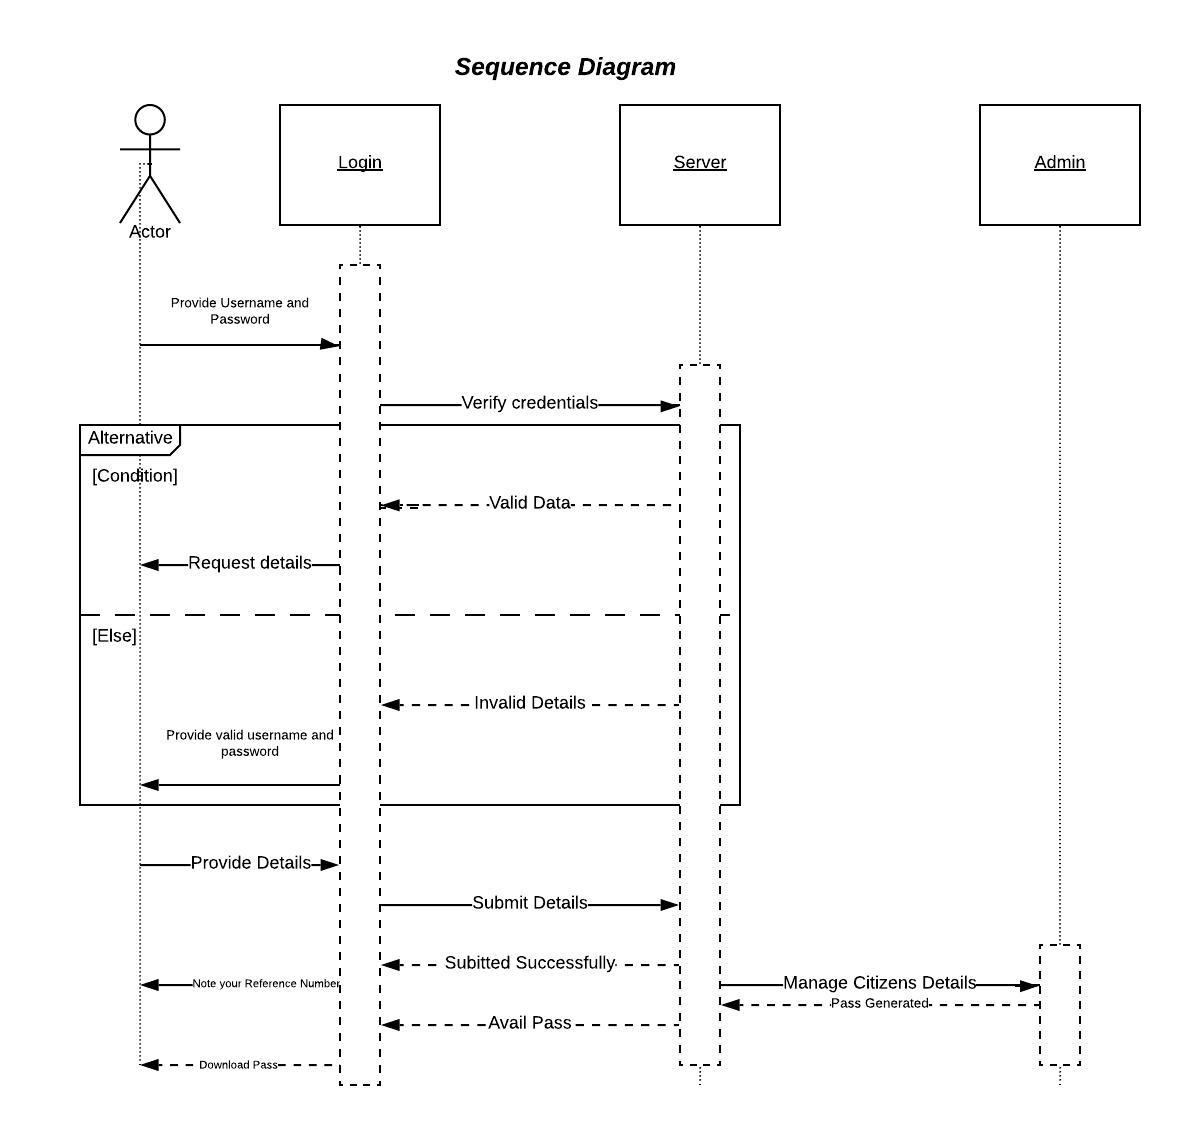 Sequence Diagram
Login
Server
Admin
Actor
Provide Username and
Password
Verify credentials
Alternative
[Condition]
Valid Data
Request details
[Else]
Invalid Details
Provide valid username and
password
Provide Details
Submit Details
Subitted Successfully
Manage Citizens Details
Note your Reference Number
Pass Generated
Avail Pass
Download Pass